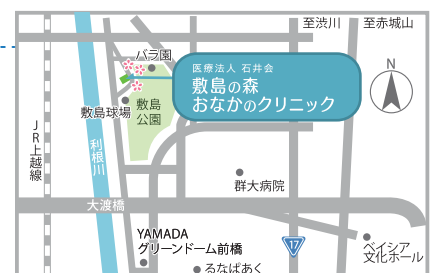 至渋川
至赤城山
バラ園
医療法人 石井会
敷島の森
おなかのクリニック
N
敷島
公園
敷島球場
JR上越線
利根川
群大病院
大渡橋
YAMADA
グリーンドーム前橋
17
ベイシア
文化ホール
るなぱあく